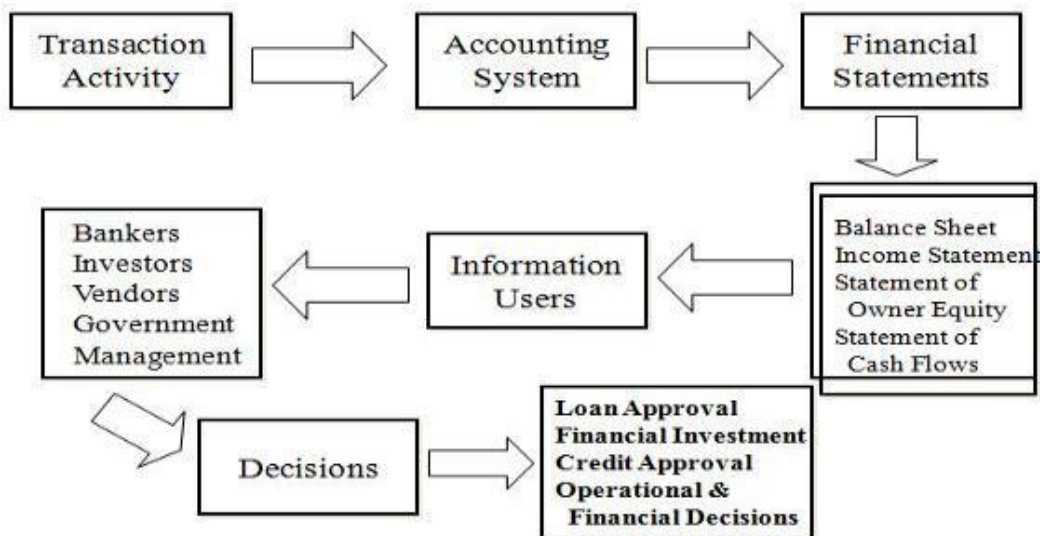 Transaction
Activity
Accounting
System
Financial
Statements
Balance Sheet
Income Statement
Statement of
Owner Equity
Statement of
Cash Flows
Information
Users
Bankers
Investors
Vendors
Government
Management
Decisions
Loan Approval
Financial Investment
Credit Approval
Operational &
Financial Decisions